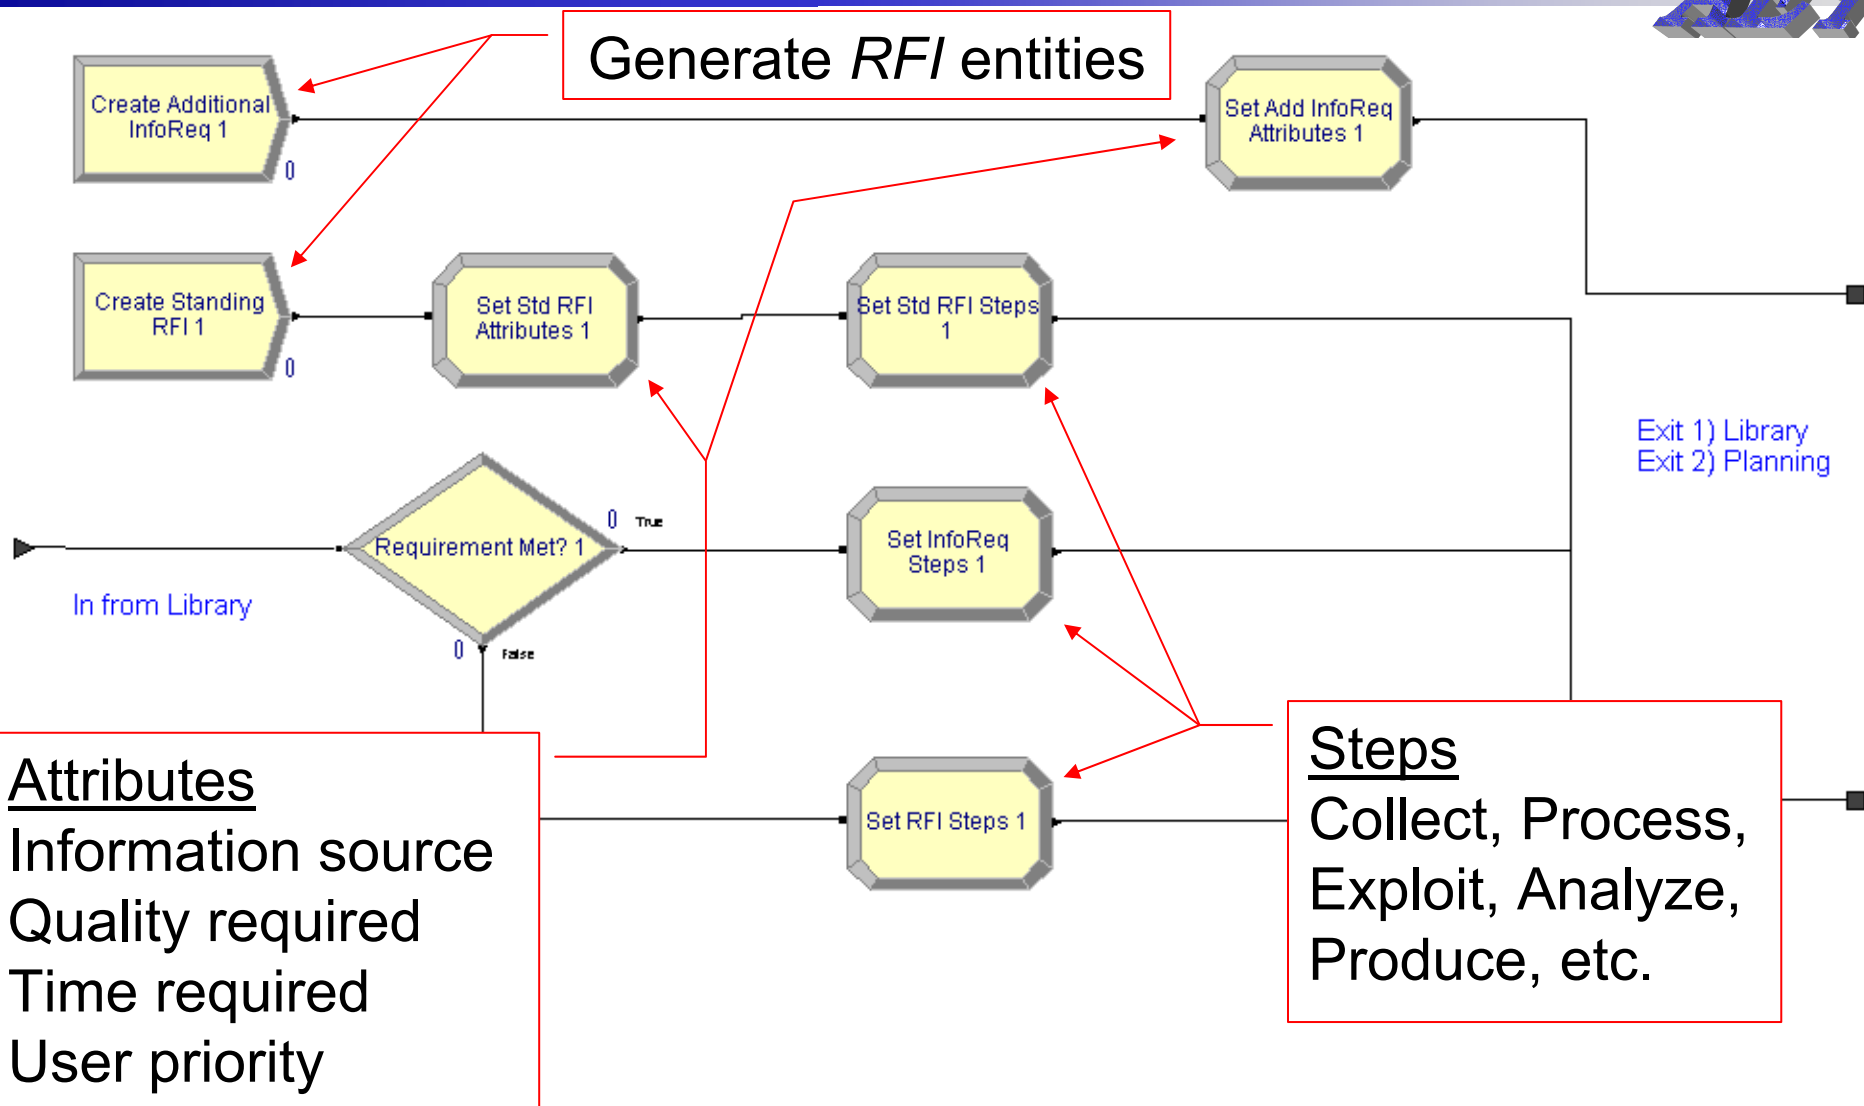 Generate RFI entities
Create Additional
InfoReq 1
0
Set Add InfoReq
Attributes 1
Create Standing
RFI 1
0
Set Std RFI
Attributes 1
Set Std RFI Steps
1
Exit 1) Library
Exit 2) Planning
Requirement Met? 1
0
True
0
False
In from Library
Set InfoReq
Steps 1
Set RFI Steps 1
Attributes
Information source
Quality required
Time required
User priority
Steps
Collect, Process,
Exploit, Analyze,
Produce, etc.